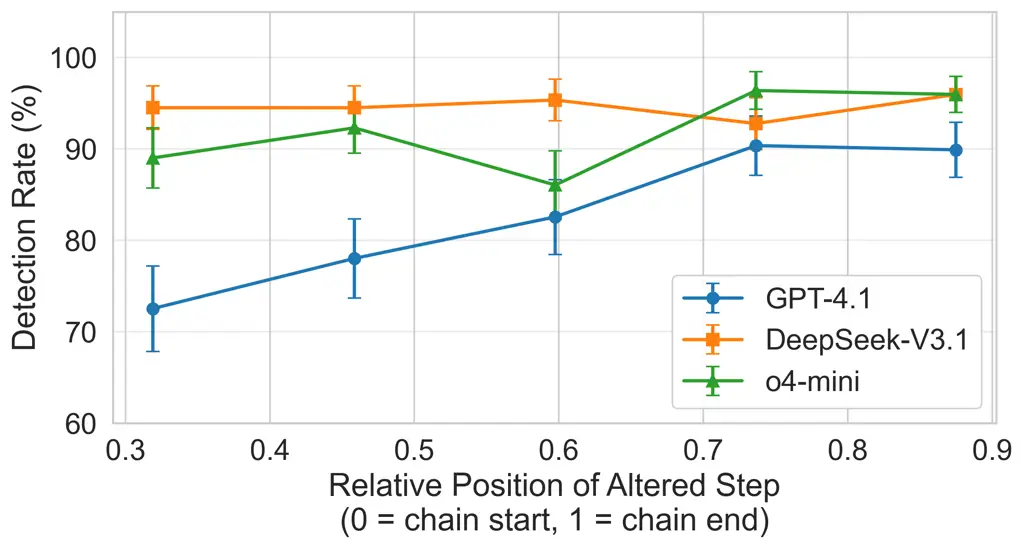 Detection Rate (%)
100
90
80
70
60
0.3 0.4 0.5 0.6 0.7 0.8 0.9
Relative Position of Altered Step
(0 = chain start, 1 = chain end)
GPT-4.1
DeepSeek-V3.1
o4-mini